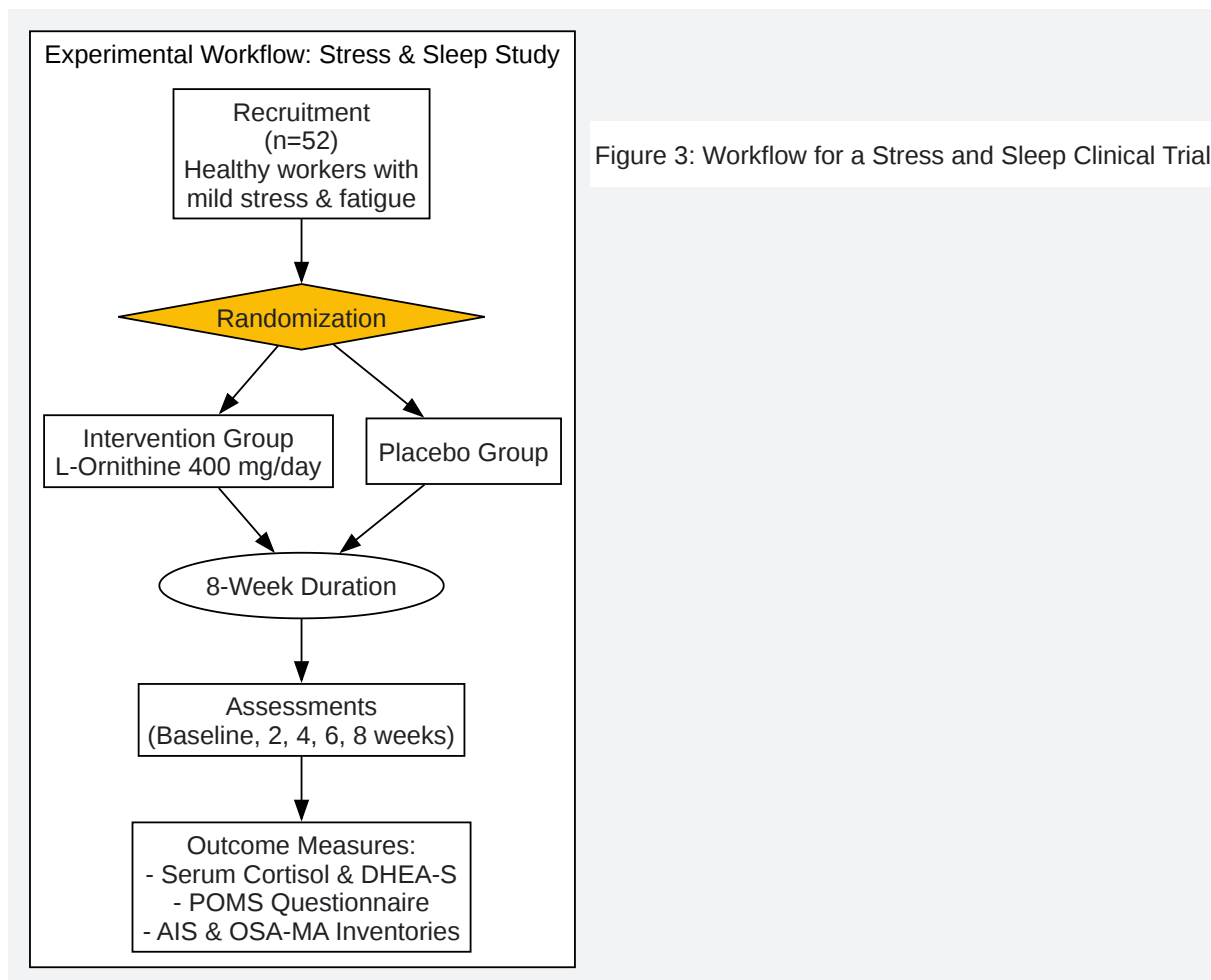 Experimental Workflow: Stress & Sleep Study
Recruitment
(n=52)
Healthy workers with
mild stress & fatigue
Figure 3: Workflow for a Stress and Sleep Clinical Trial
Randomization
Intervention Group
L-Ornithine 400 mg/day
Placebo Group
8-Week Duration
Assessments
(Baseline, 2, 4, 6, 8 weeks)
Outcome Measures:
- Serum Cortisol & DHEA-S
- POMS Questionnaire
- AIS & OSA-MA Inventories